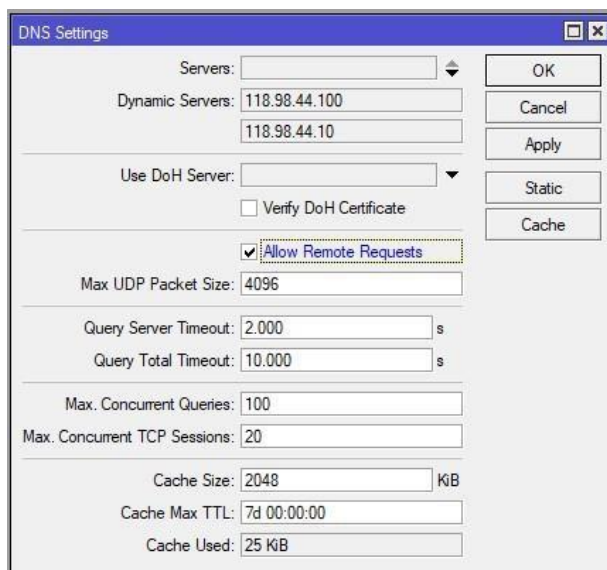 DNS Settings
Servers:
OK
Dynamic Servers: 118.98.44.100
Cancel
118.98.44.10
Apply
Use DoH Server:
Static
Verify DoH Certificate
Cache
Allow Remote Requests
Max UDP Packet Size: 4096
Query Server Timeout: 2.000 s
Query Total Timeout: 10.000 s
Max. Concurrent Queries: 100
Max. Concurrent TCP Sessions: 20
Cache Size: 2048 KiB
Cache Max TTL: 7d 00:00:00
Cache Used: 25 KiB